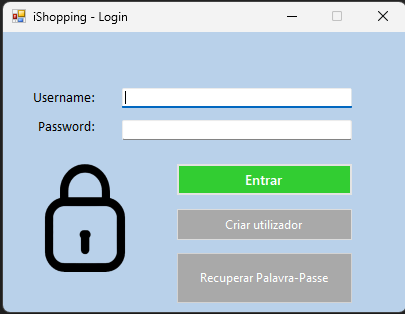 iShopping - Login
Username:
Password:
Entrar
Criar utilizador
Recuperar Palavra-Passe